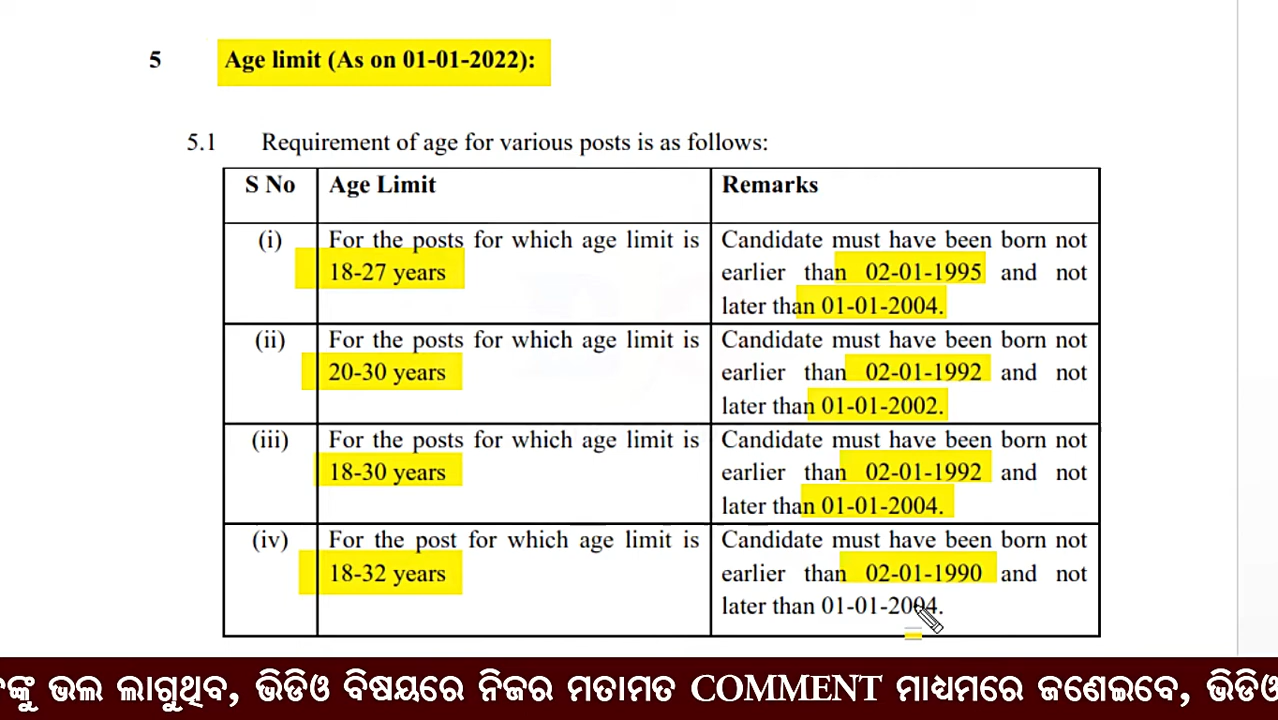 5 Age limit (As on 01-01-2022):
5.1 Requirement of age for various posts is as follows:
S No Age Limit Remarks
(i) For the posts for which age limit is 18-27 years
Candidate must have been born not
earlier than 02-01-1995 and not
later than 01-01-2004.
(ii) For the posts for which age limit is
20-30 years
Candidate must have been born not
earlier than 02-01-1992 and not
later than 01-01-2002.
(iii) For the posts for which age limit is
18-30 years
Candidate must have been born not
earlier than 02-01-1992 and not
later than 01-01-2004.
(iv) For the post for which age limit is
18-32 years
Candidate must have been born not
earlier than 02-01-1990 and not
later than 01-01-2004.
ଭଲ ଲାଗୁଥିବ, ଭିଡିଓ ବିଷୟରେ ନିଜର ମତାମତ COMMENT ମାଧ୍ୟମରେ ଜଣେଇବେ,